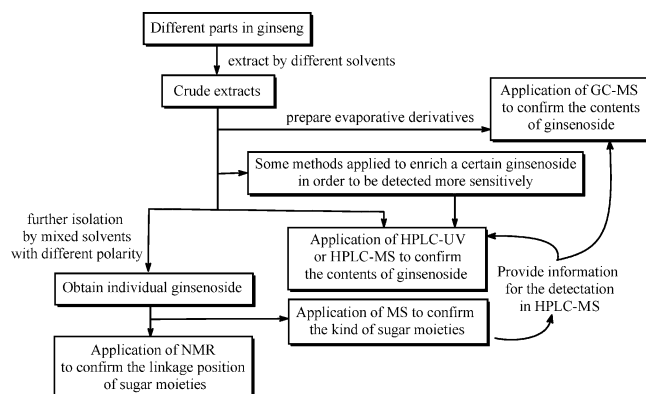 Different parts in ginseng
extract by different solvents
Crude extracts
prepare evaporative derivatives
Application of GC-MS
to confirm the contents
of ginsenoside
Some methods applied to enrich a certain ginsenoside
in order to be detected more sensitively
further isolation
by mixed solvents
with different polarity
Application of HPLC-UV
or HPLC-MS to confirm
the contents of ginsenoside
Provide information
for the detectation
in HPLC-MS
Obtain individual ginsenoside
Application of MS to confirm
the kind of sugar moieties
Application of NMR
to confirm the linkage position
of sugar moieties